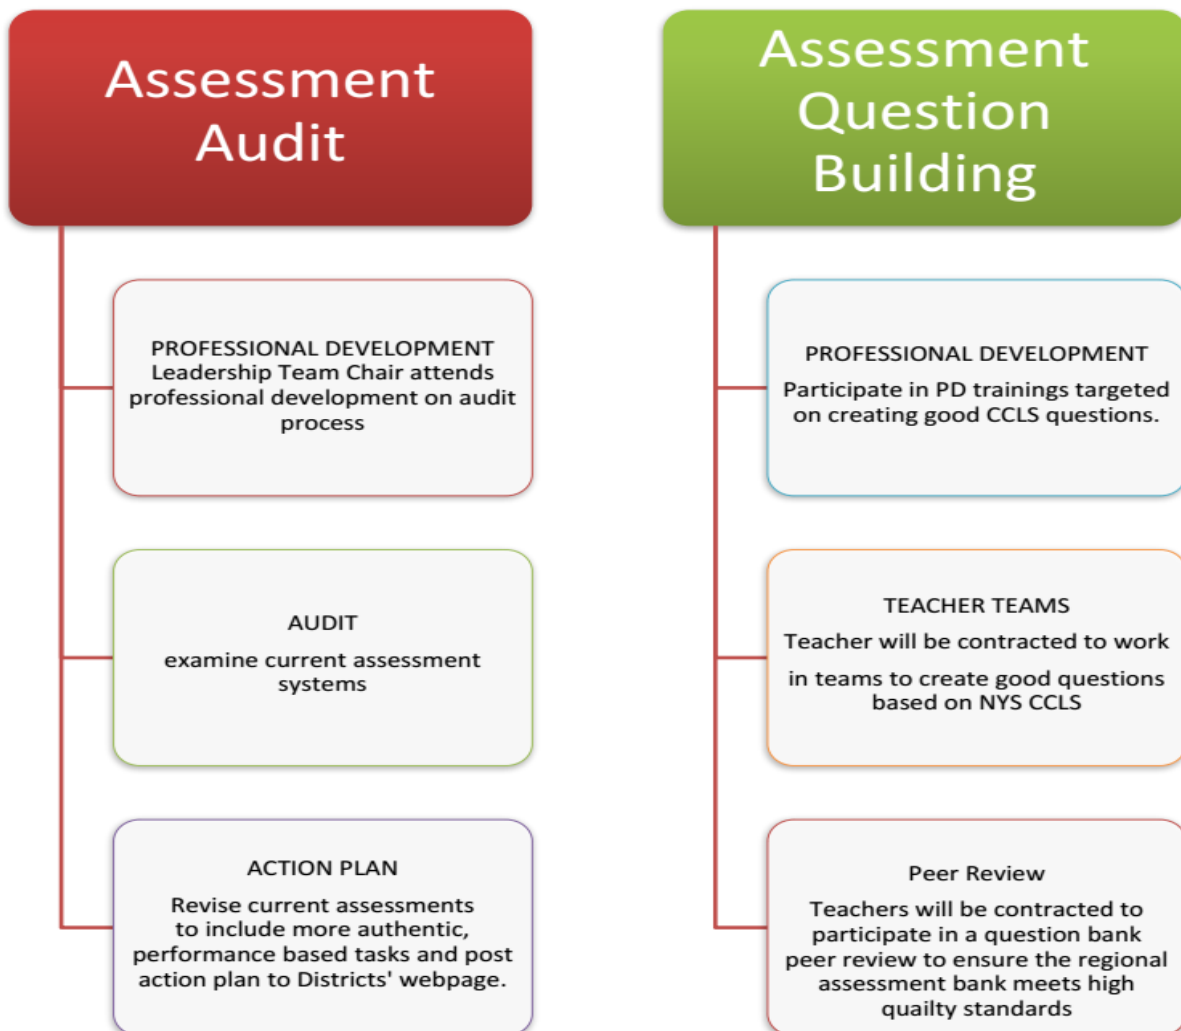 Assessment
Audit
PROFESSIONAL DEVELOPMENT
Leadership Team Chair attends
professional development on audit
process
AUDIT
examine current assessment
systems
ACTION PLAN
Revise current assessments
to include more authentic,
performance based tasks and post
action plan to Districts' webpage.
Assessment
Question
Building
PROFESSIONAL DEVELOPMENT
Participate in PD trainings targeted
on creating good CCLS questions.
TEACHER TEAMS
Teacher will be contracted to work
in teams to create good questions
based on NYS CCLS
Peer Review
Teachers will be contracted to
participate in a question bank
peer review to ensure the regional
assessment bank meets high
quailty standards